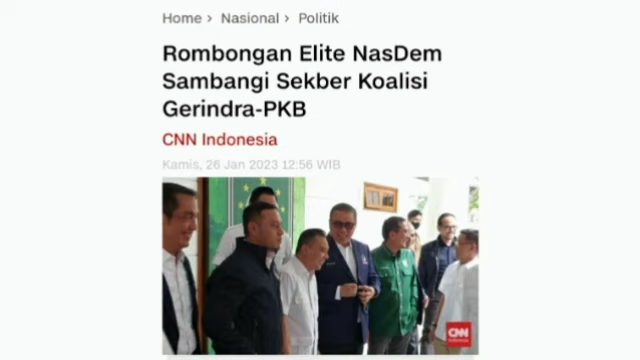 Home > Nasional > Politik
Rombongan Elite NasDem
Sambangi Sekber Koalisi
Gerindra-PKB
CNN Indonesia
Kamis, 26 Jan 2023 12:56 WIB
CNN
Indonesia